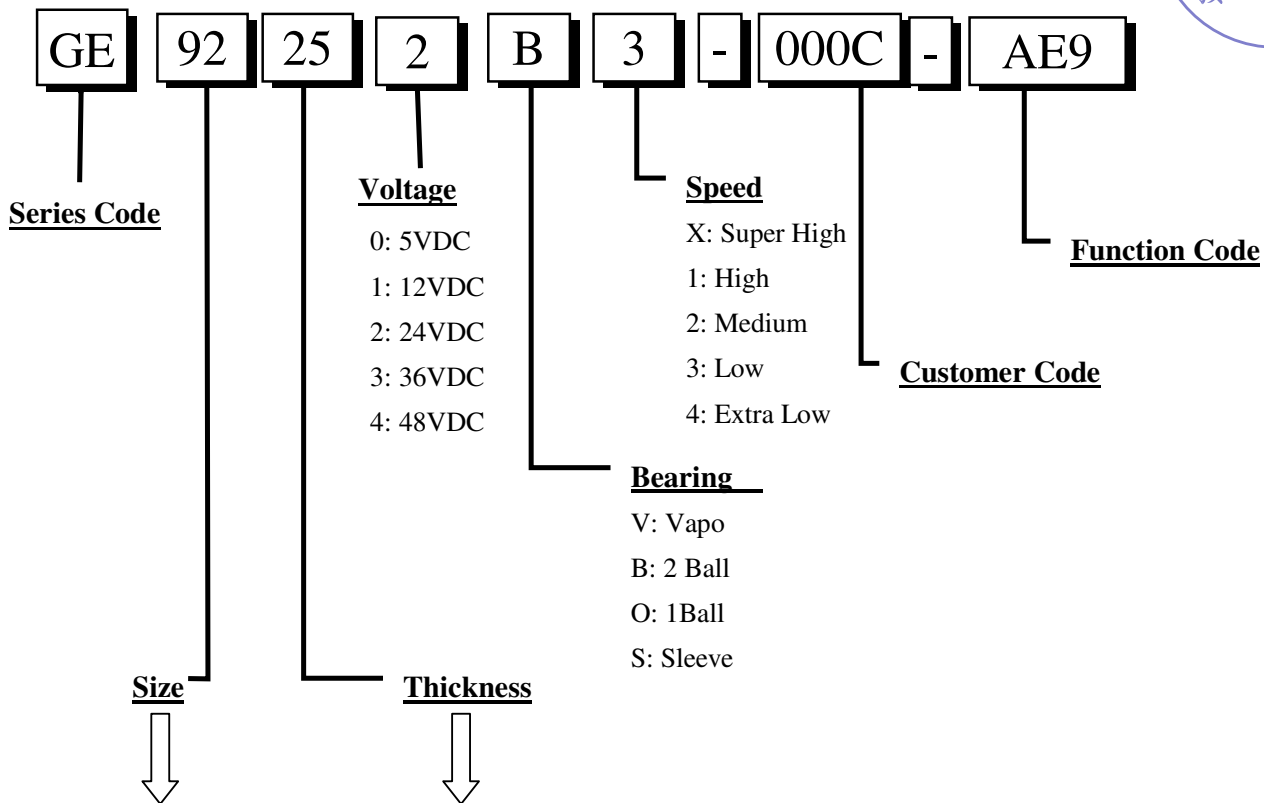 GE 92 25 2 B 3 - 000C - AE9
Series Code
Voltage
0: 5VDC
1: 12VDC
2: 24VDC
3: 36VDC
4: 48VDC
Speed
X: Super High
1: High
2: Medium
3: Low
4: Extra Low
Function Code
Customer Code
Bearing
V: Vapo
B: 2 Ball
O: 1Ball
S: Sleeve
Size
Thickness